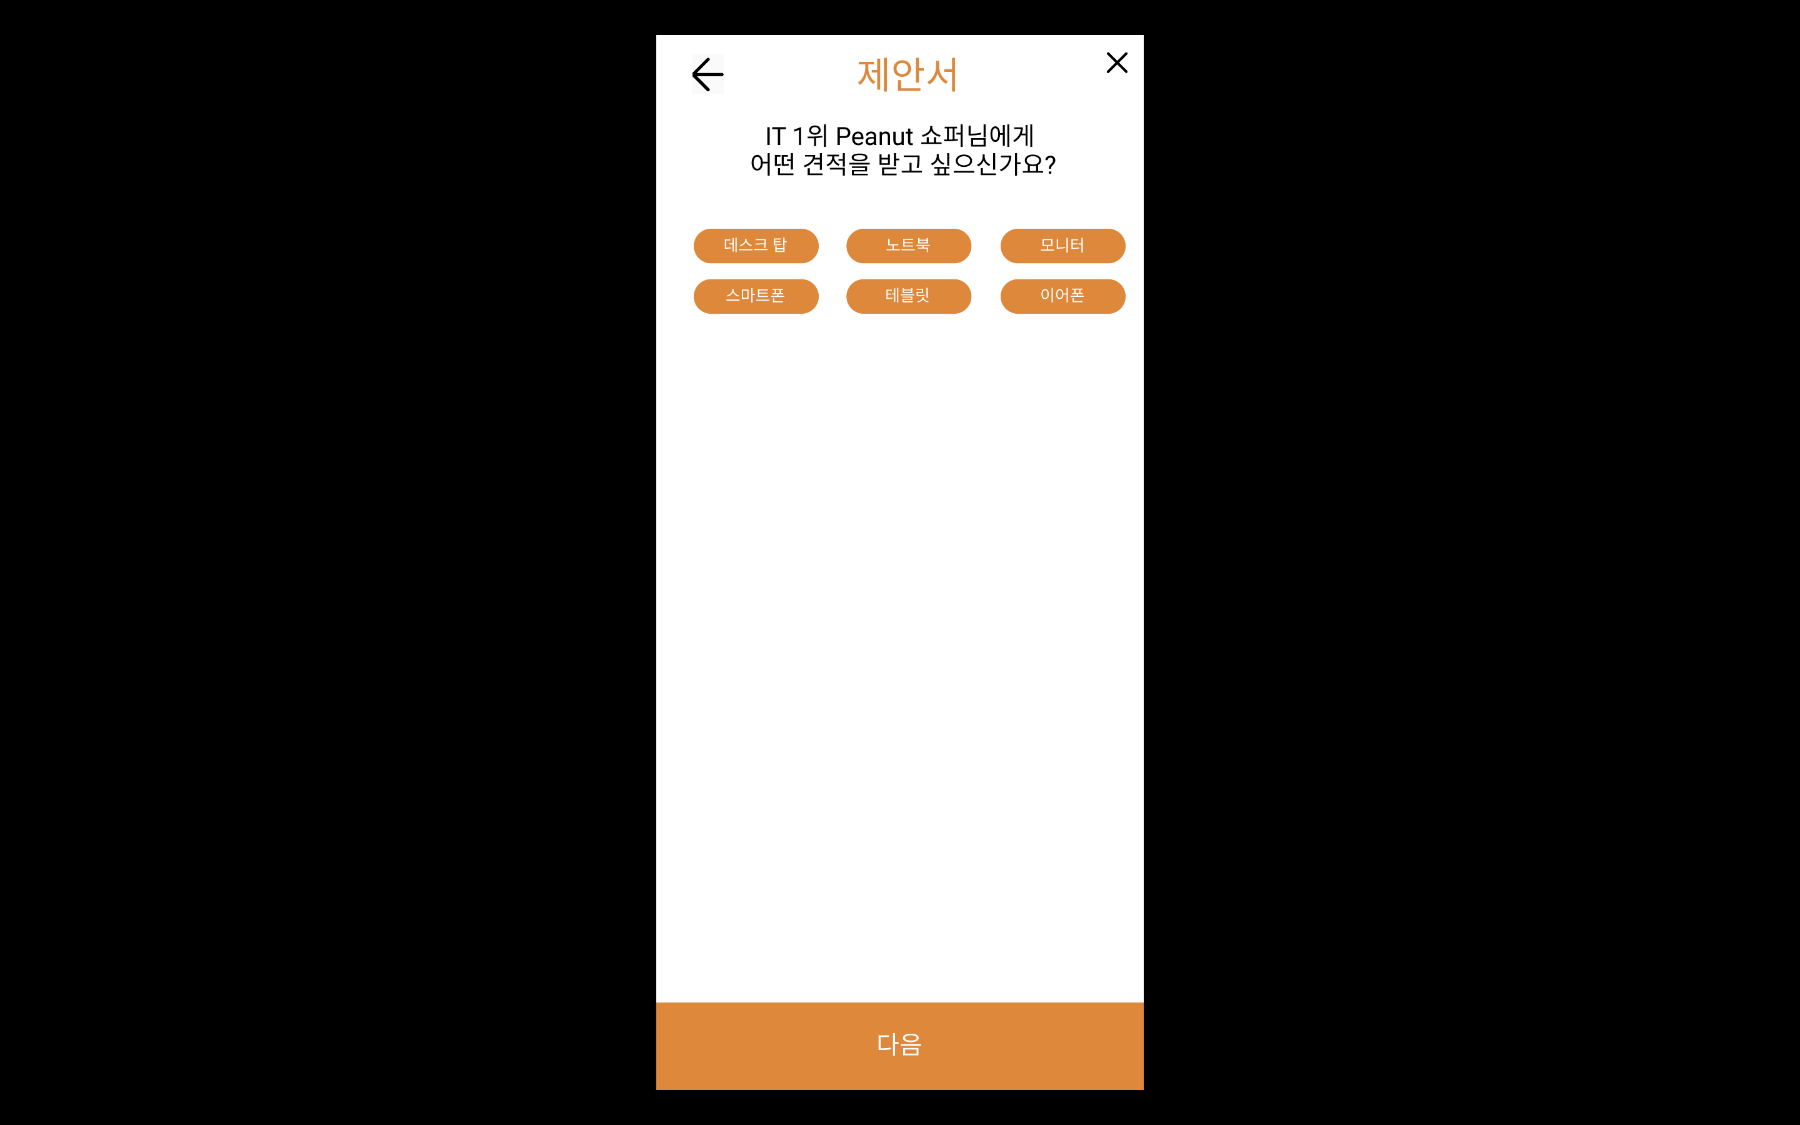 제안서
IT 1위 Peanut 쇼퍼님에게
어떤 견적을 받고 싶으신가요?
데스크 탑 노트북 모니터
스마트폰 테블릿 이어폰
다음